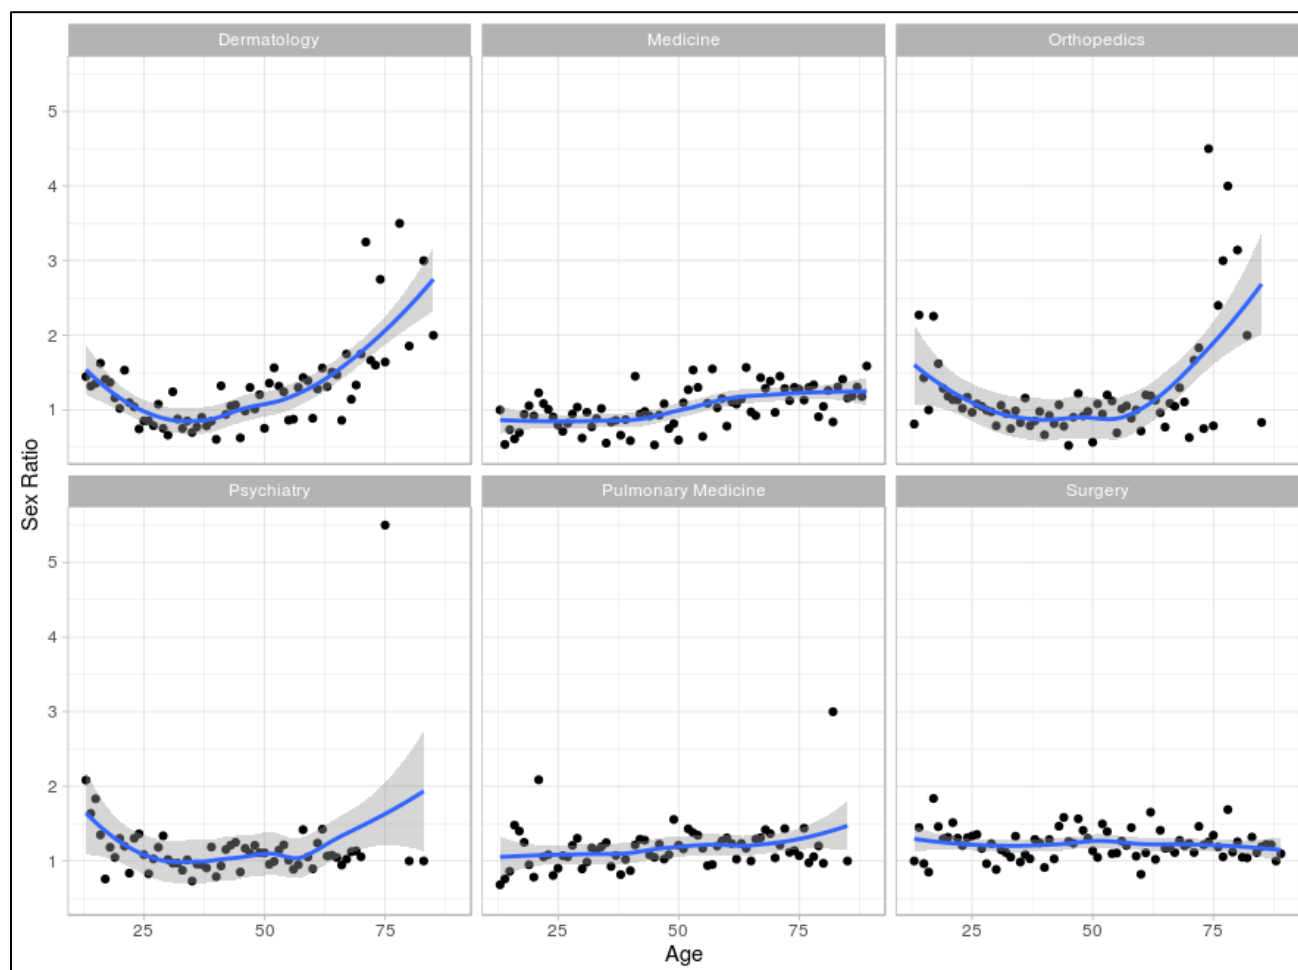 Dermatology
Medicine
Orthopedics
5
4
3
2
1
Sex Ratio
Psychiatry
Pulmonary Medicine
Surgery
5
4
3
2
1
25
50
75
25
50
75
25
50
75
Age